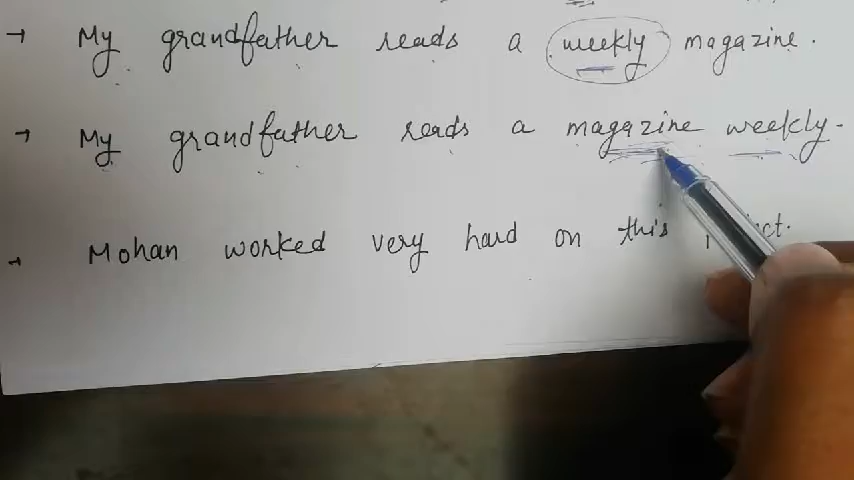 → My grandfather reads a weekly magazine.
→ My grandfather reads a magazine weekly.
→ Mohan worked very hard on this